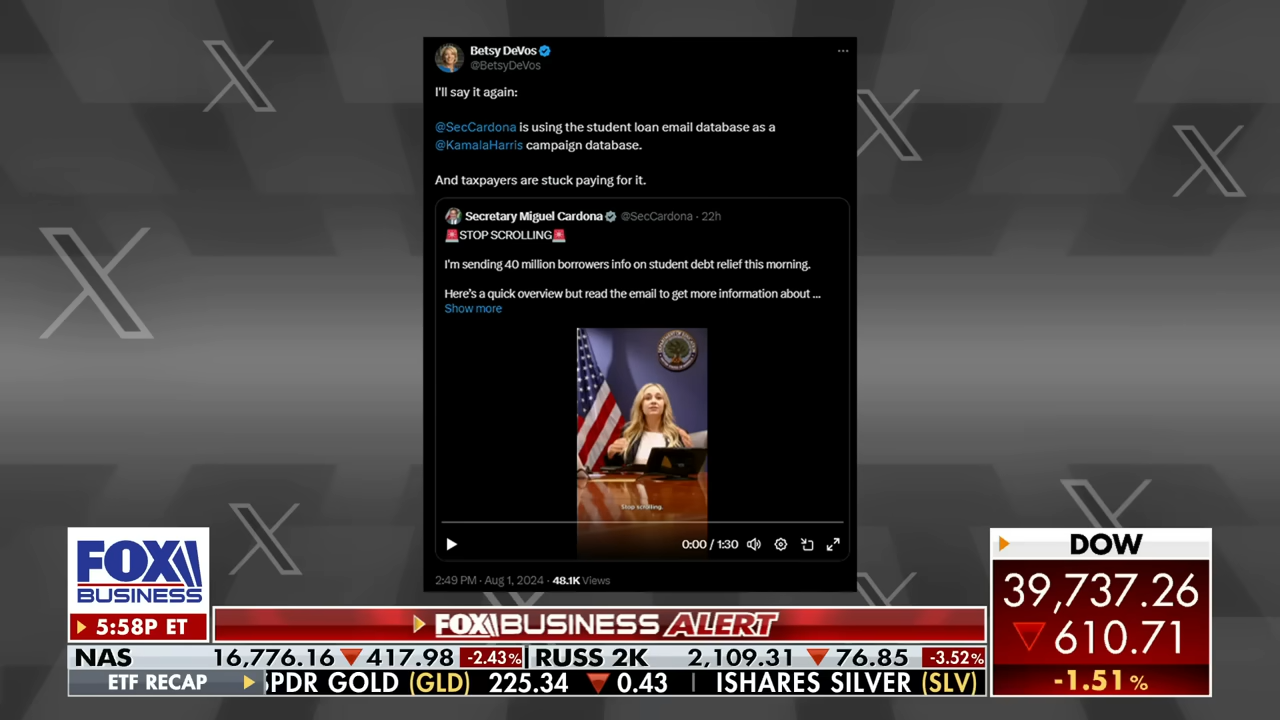 Betsy DeVos
@BetsyDeVos
I'll say it again:
@SecCardona is using the student loan email database as a
@KamalaHarris campaign database.
And taxpayers are stuck paying for it.
Secretary Miguel Cardona @SecCardona · 22h
🚨STOP SCROLLING🚨
I'm sending 40 million borrowers info on student debt relief this morning.
Here's a quick overview but read the email to get more information about ...
Show more
Stop scrolling.
0:00 / 1:30
2:49 PM · Aug 1, 2024 · 48.1K Views
FOX
BUSINESS
5:58P ET
FOX BUSINESS ALERT
DOW
39,737.26
▼ 610.71
-1.51%
NAS 16,776.16 ▼ 417.98 -2.43% RUSS 2K 2,109.31 ▼ 76.85 -3.52%
ETF RECAP SPDR GOLD (GLD) 225.34 ▼ 0.43 | ISHARES SILVER (SLV)